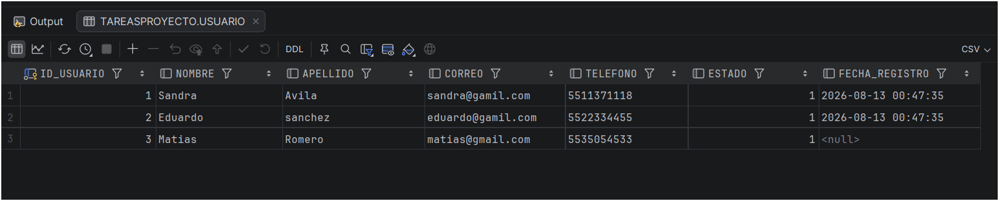 Output TAREASPROYECTO.USUARIO
DDL CSV
ID_USUARIO NOMBRE APELLIDO CORREO TELEFONO ESTADO FECHA_REGISTRO
1 1 Sandra Avila sandra@gamil.com 5511371118 1 2026-08-13 00:47:35
2 2 Eduardo sanchez eduardo@gamil.com 5522334455 1 2026-08-13 00:47:35
3 3 Matias Romero matias@gmail.com 5535054533 1 <null>